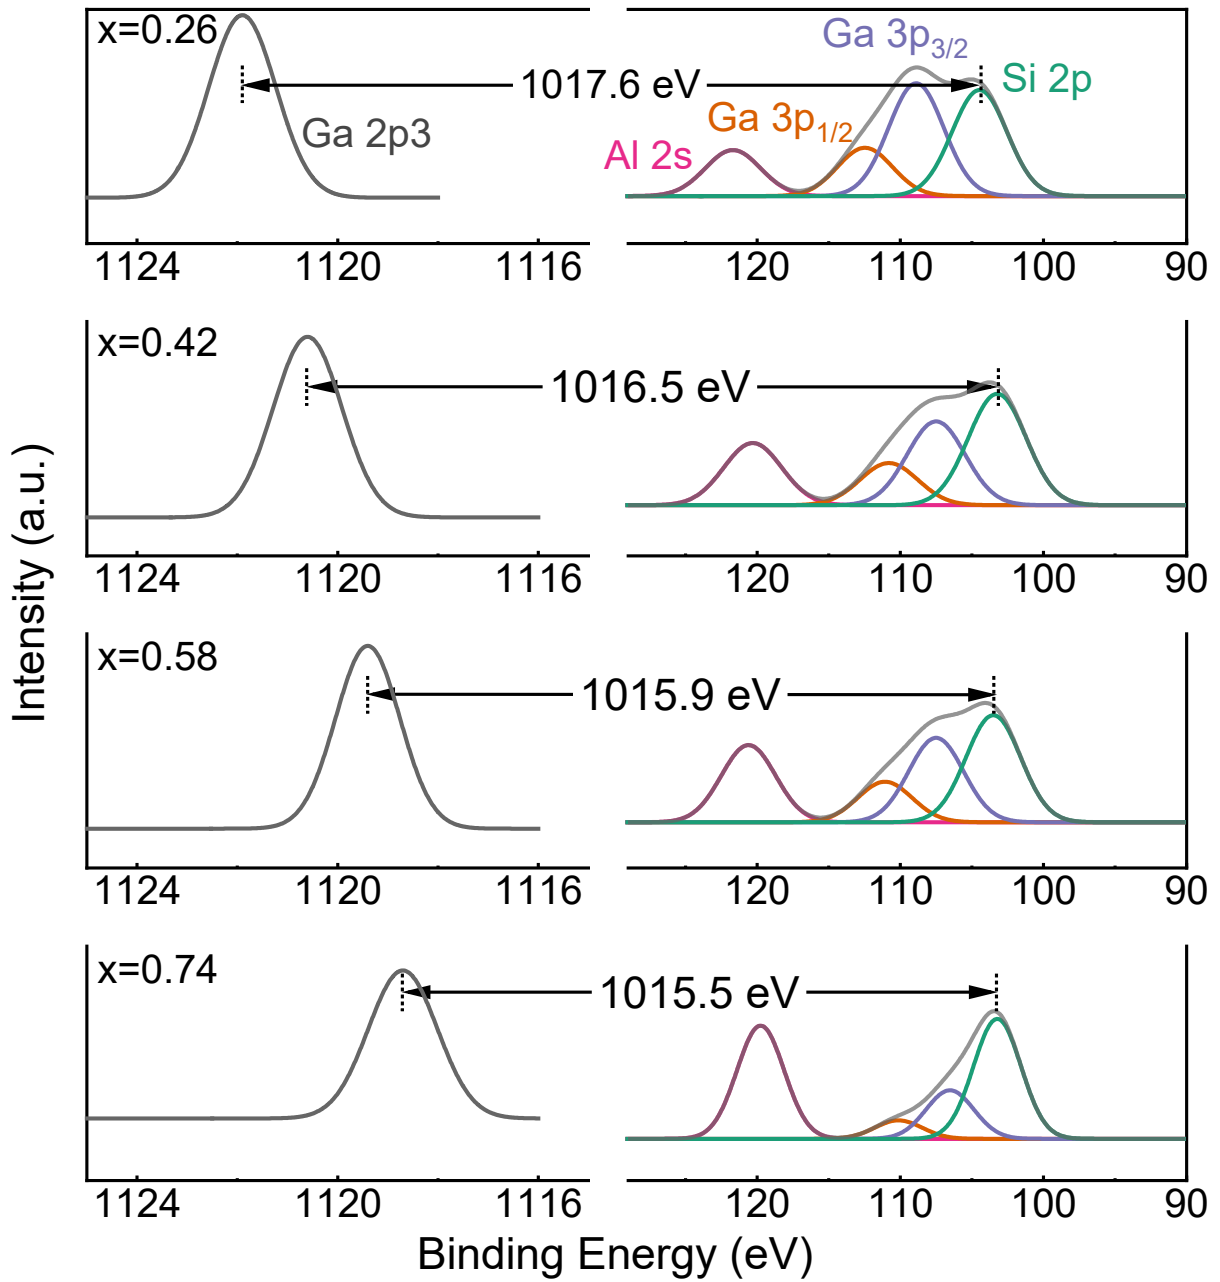 x=0.26
Ga 2p3
1017.6 eV
Ga 3p3/2
Si 2p
Ga 3p1/2
Al 2s
1124 1120 1116 120 110 100 90
x=0.42
1016.5 eV
1124 1120 1116 120 110 100 90
x=0.58
1015.9 eV
1124 1120 1116 120 110 100 90
x=0.74
1015.5 eV
1124 1120 1116 120 110 100 90
Intensity (a.u.)
Binding Energy (eV)